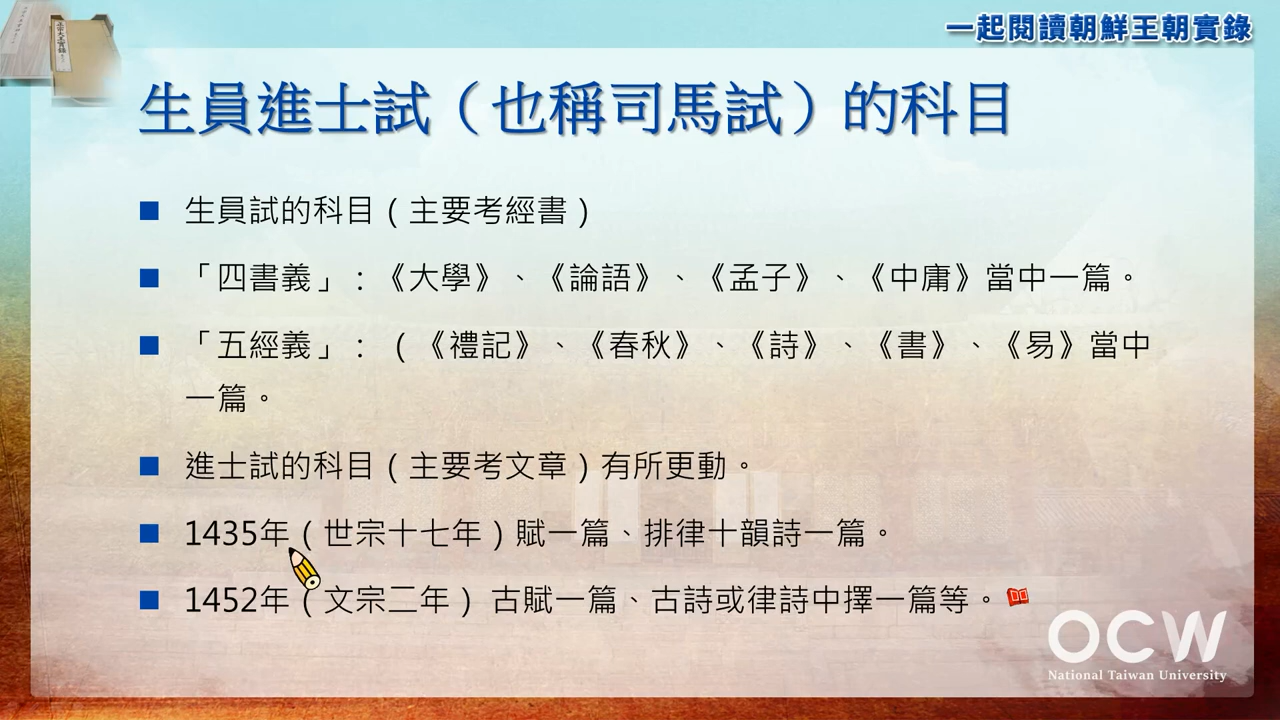 一起閱讀朝鮮王朝實錄
生員進士試（也稱司馬試）的科目
生員試的科目（主要考經書）
「四書義」：《大學》、《論語》、《孟子》、《中庸》當中一篇。
「五經義」：（《禮記》、《春秋》、《詩》、《書》、《易》當中
一篇。
進士試的科目（主要考文章）有所更動。
1435年（世宗十七年）賦一篇、排律十韻詩一篇。
1452年（文宗二年） 古賦一篇、古詩或律詩中擇一篇等。
OCW
National Taiwan University